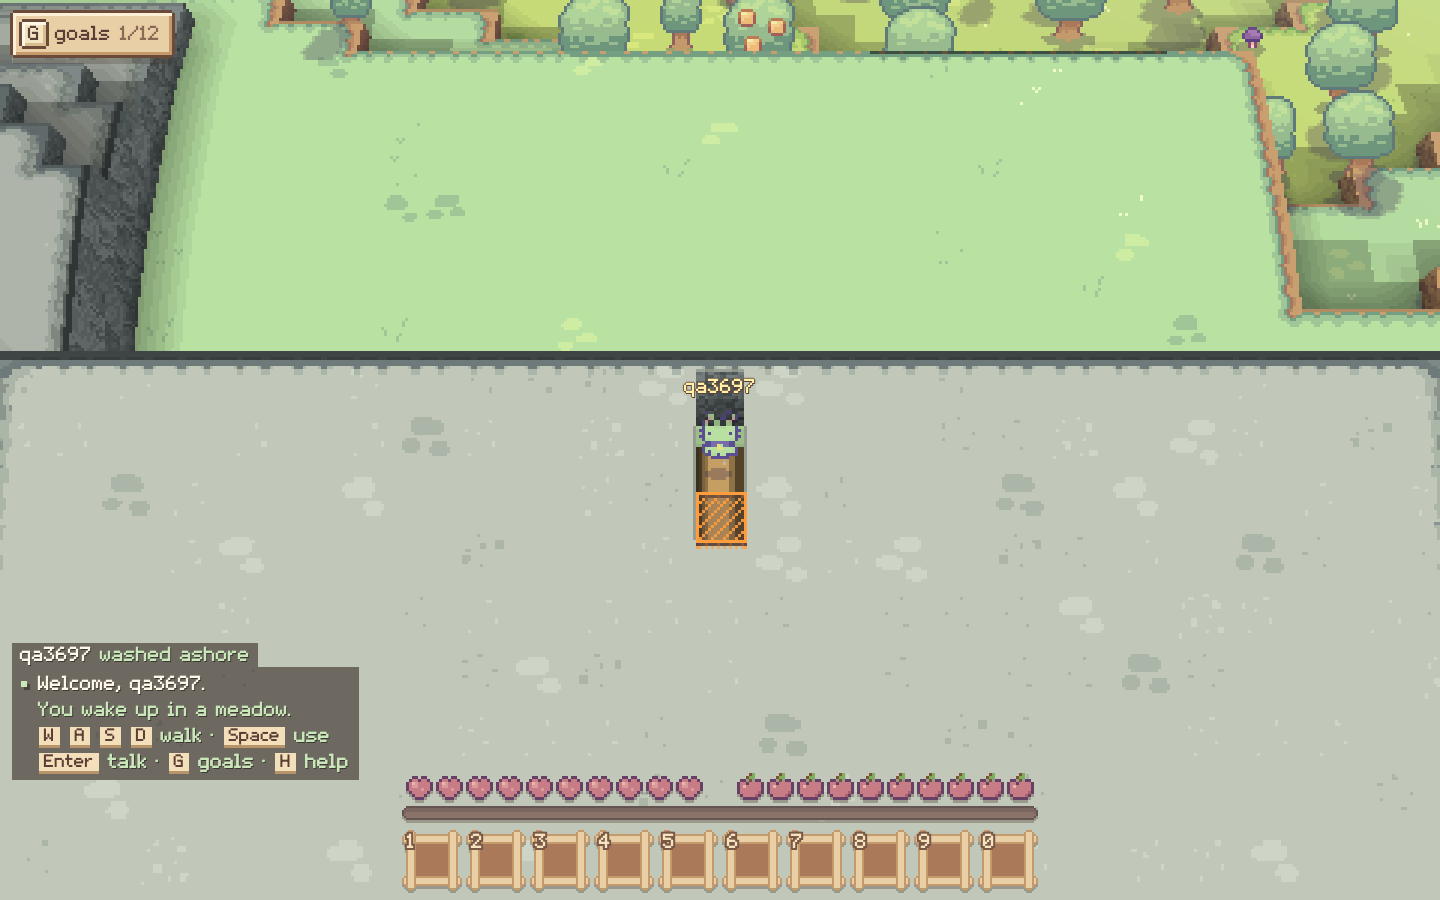 G goals 1/12
qa3697
qa3697 washed ashore
Welcome, qa3697.
You wake up in a meadow.
W A S D walk · Space use
Enter talk · G goals · H help
1 2 3 4 5 6 7 8 9 0